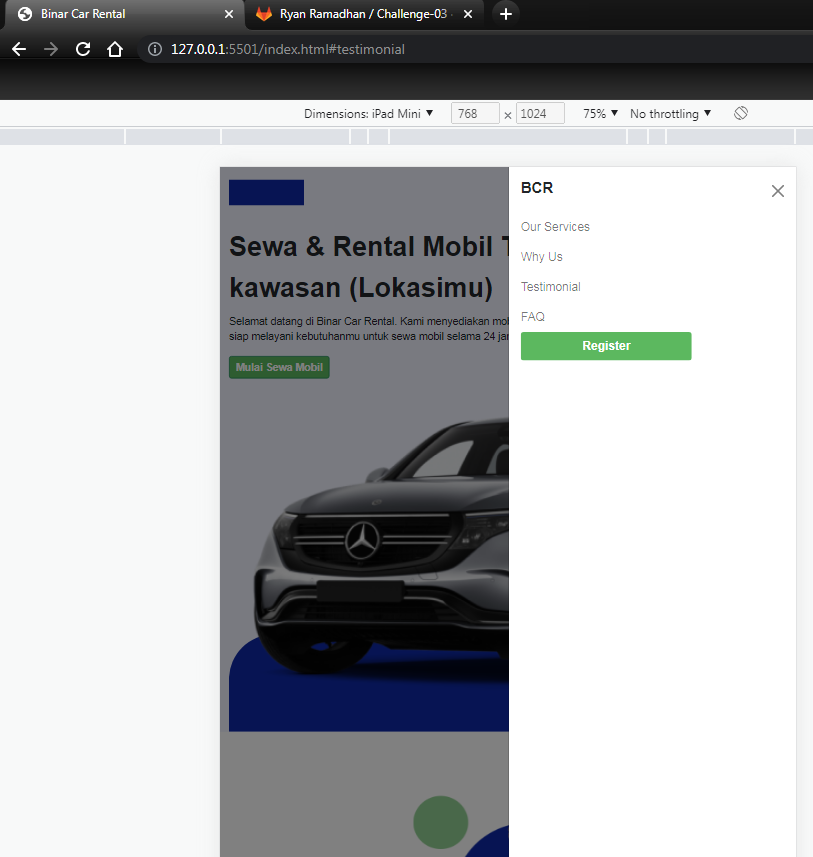 Binar Car Rental
Ryan Ramadhan / Challenge-03
127.0.0.1:5501/index.html#testimonial
Dimensions: iPad Mini ▼ 768 × 1024 75% ▼ No throttling ▼
BCR
Our Services
Why Us
Testimonial
FAQ
Register
Sewa & Rental Mobil
kawasan (Lokasimu)
Selamat datang di Binar Car Rental. Kami menyediakan
siap melayani kebutuhanmu untuk sewa mobil selama 24
Mulai Sewa Mobil